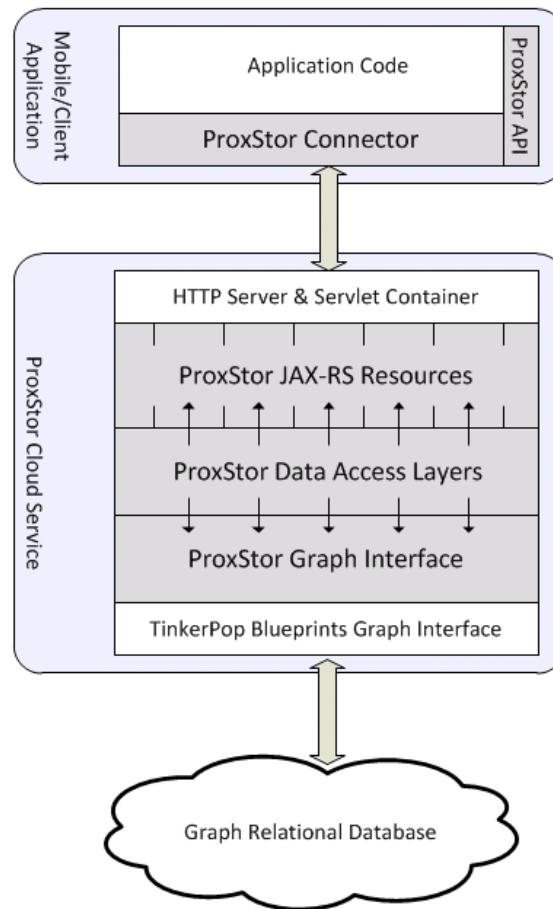 Mobile/Client
Application
Application Code
ProxStor API
ProxStor Connector
ProxStor Cloud Service
HTTP Server & Servlet Container
ProxStor JAX-RS Resources
ProxStor Data Access Layers
ProxStor Graph Interface
TinkerPop Blueprints Graph Interface
Graph Relational Database